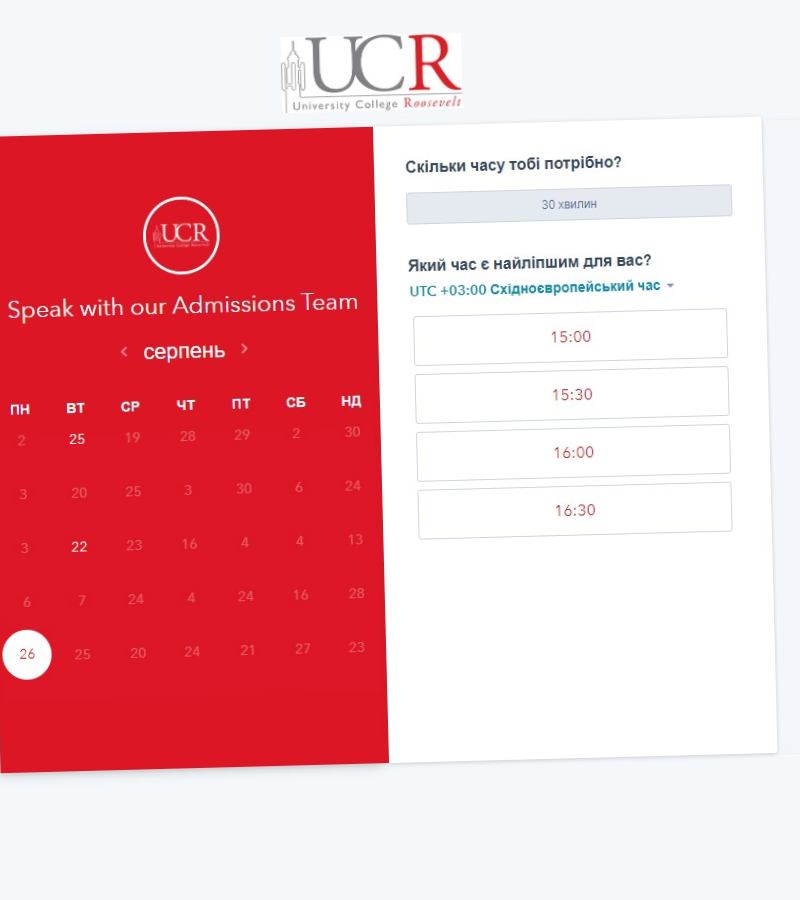 UCR
University College Roosevelt
UCR
Speak with our Admissions Team
серпень
ПН ВТ СР ЧТ ПТ СБ НД
2 25 19 28 29 2 30
3 20 25 3 30 6 24
3 22 23 16 4 4 13
6 7 24 4 24 16 28
26 25 20 24 21 27 23
Скільки часу тобі потрібно?
30 хвилин
Який час є найліпшим для вас?
UTC +03:00 Східноєвропейський час
15:00
15:30
16:00
16:30